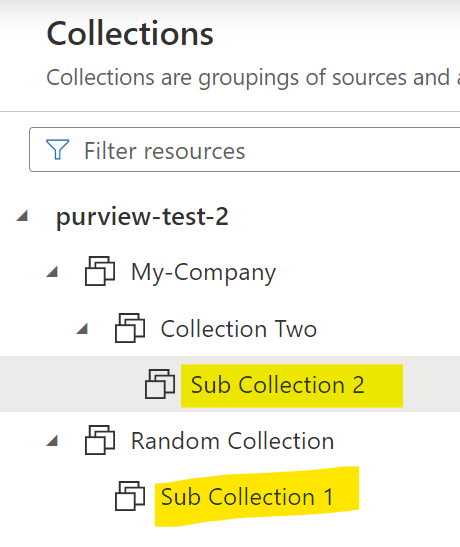 Collections
Collections are groupings of sources and
Filter resources
purview-test-2
My-Company
Collection Two
Sub Collection 2
Random Collection
Sub Collection 1